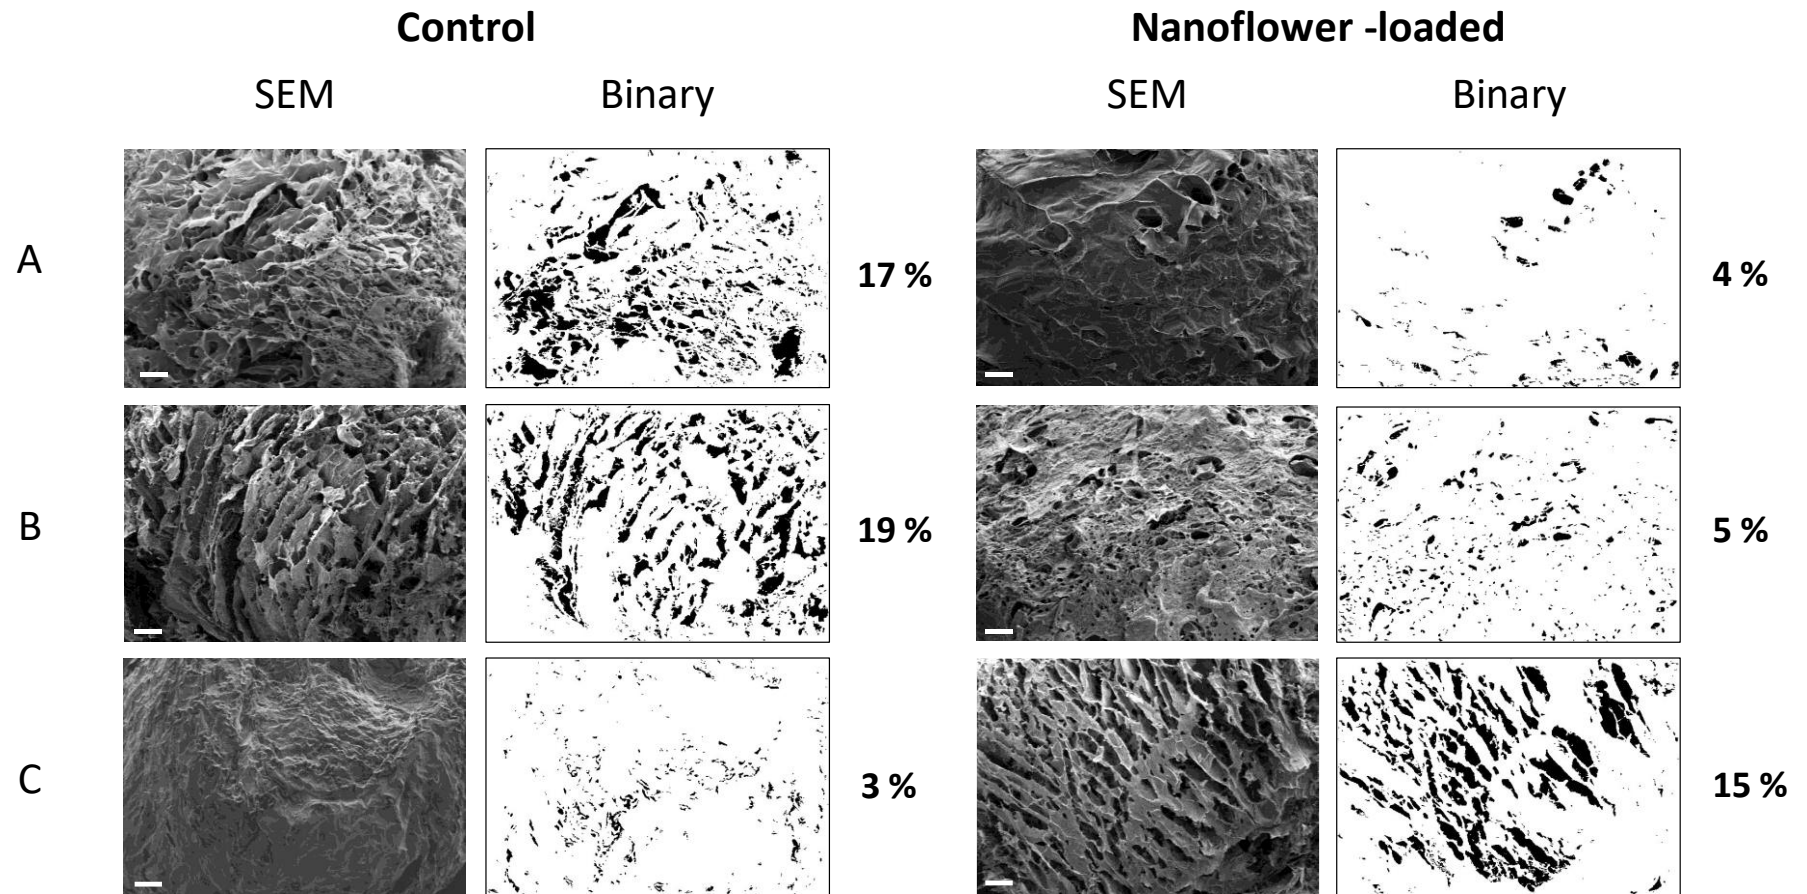 Control Nanoflower -loaded
SEM Binary SEM Binary
A 17 % 4 %
B 19 % 5 %
C 3 % 15 %